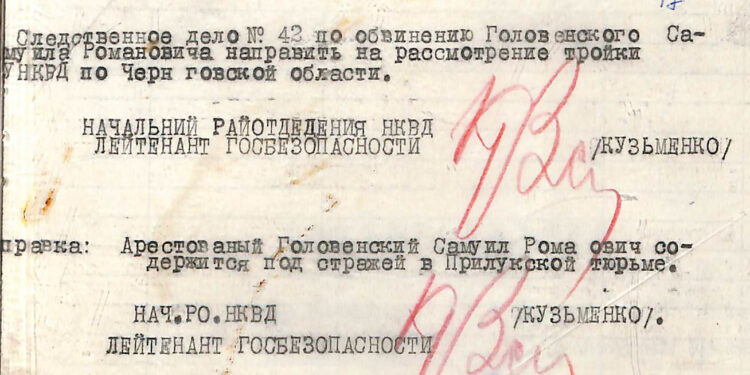 Следственное дело № 43 по обвинению Головенского Са-
муила Романовича направить на рассмотрение тройки
УНКВД по Черн говской области.
НАЧАЛЬНИЙ РАЙОТДЕЛЕНИЯ НКВД
ЛЕЙТЕНАНТ ГОСБЕЗОПАСНОСТИ /КУЗЬМЕНКО/
правка: Арестованый Головенский Самуил Рома ович со-
держится под стражей в Прилукской тюрьме.
НАЧ.РО.НКВД /КУЗЬМЕНКО/.
ЛЕЙТЕНАНТ ГОСБЕЗОПАСНОСТИ